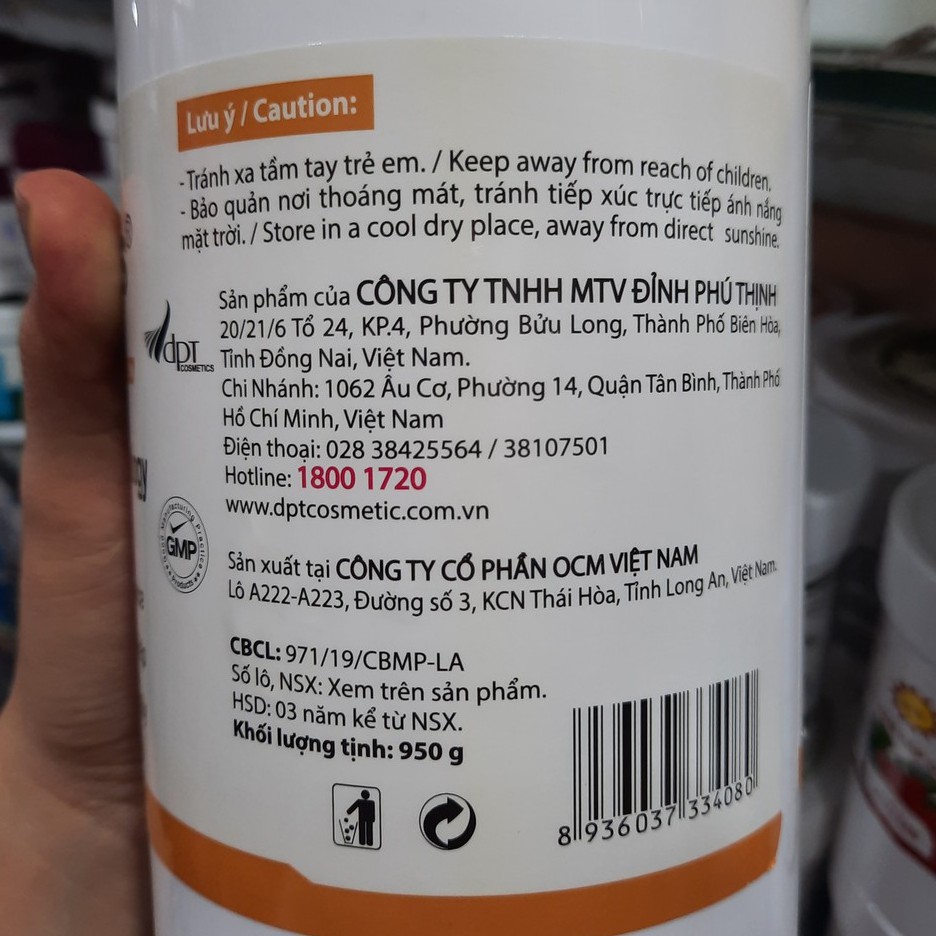 Lưu ý / Caution:
- Tránh xa tầm tay trẻ em. / Keep away from reach of children.
- Bảo quản nơi thoáng mát, tránh tiếp xúc trực tiếp ánh nắng
mặt trời. / Store in a cool dry place, away from direct sunshine.
dpt
COSMETICS
Sản phẩm của CÔNG TY TNHH MTV ĐỈNH PHÚ THỊNH
20/21/6 Tổ 24, KP.4, Phường Bửu Long, Thành Phố Biên Hòa,
Tỉnh Đồng Nai, Việt Nam.
Chi Nhánh: 1062 Âu Cơ, Phường 14, Quận Tân Bình, Thành Phố
Hồ Chí Minh, Việt Nam
Điện thoại: 028 38425564 / 38107501
Hotline: 1800 1720
www.dptcosmetic.com.vn
Good Manufacturing Practice
GMP
Products
Sản xuất tại CÔNG TY CỔ PHẦN OCM VIỆT NAM
Lô A222-A223, Đường số 3, KCN Thái Hòa, Tỉnh Long An, Việt Nam.
CBCL: 971/19/CBMP-LA
Số lô, NSX: Xem trên sản phẩm.
HSD: 03 năm kể từ NSX.
Khối lượng tịnh: 950 g
8 936037 334080